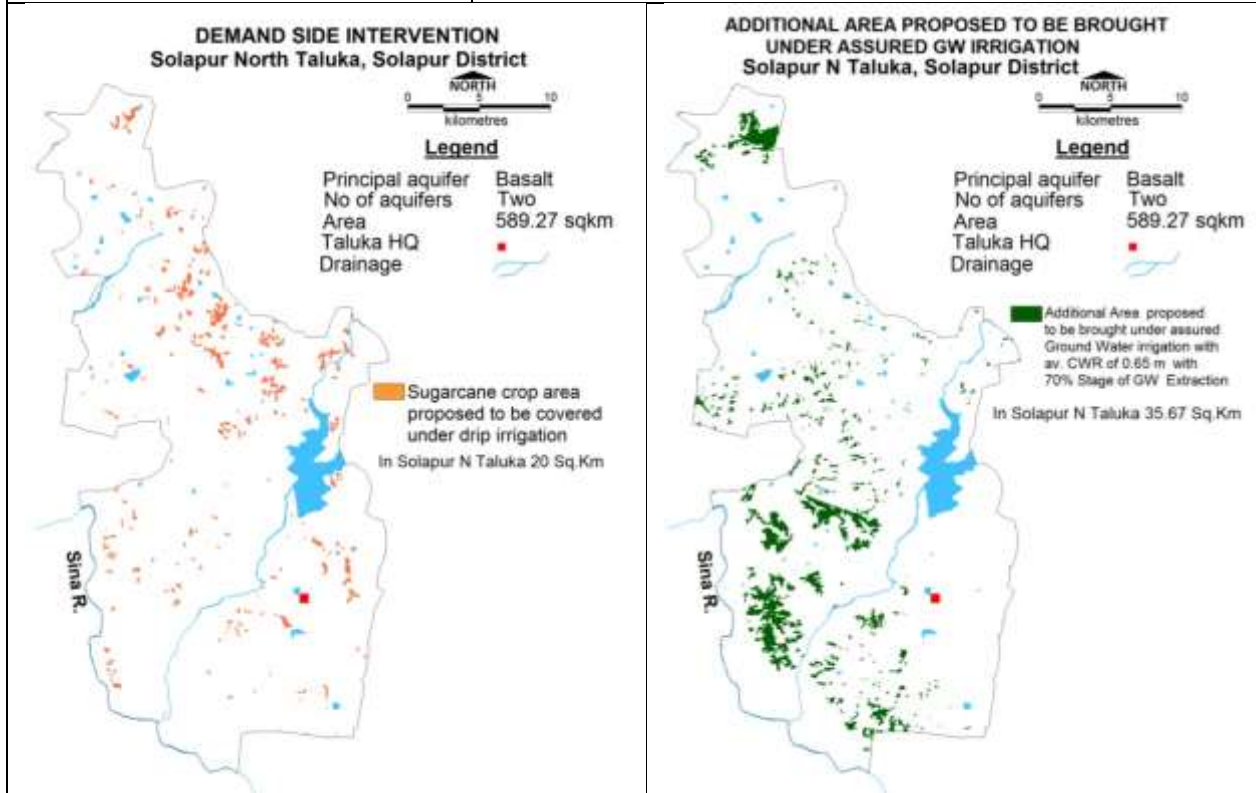 DEMAND SIDE INTERVENTION
Solapur North Taluka, Solapur District
NORTH
0 5 10
kilometres
Legend
Principal aquifer Basalt
No of aquifers Two
Area 589.27 sqkm
Taluka HQ
Drainage
Sugarcane crop area
proposed to be covered
under drip irrigation
In Solapur N Taluka 20 Sq.Km
Sina R.
ADDITIONAL AREA PROPOSED TO BE BROUGHT
UNDER ASSURED GW IRRIGATION
Solapur N Taluka, Solapur District
NORTH
0 5 10
kilometres
Legend
Principal aquifer Basalt
No of aquifers Two
Area 589.27 sqkm
Taluka HQ
Drainage
Additional Area proposed
to be brought under assured
Ground Water irrigation with
av. CWR of 0.65 m with
70% Stage of GW Extraction
In Solapur N Taluka 35.67 Sq.Km
Sina R.